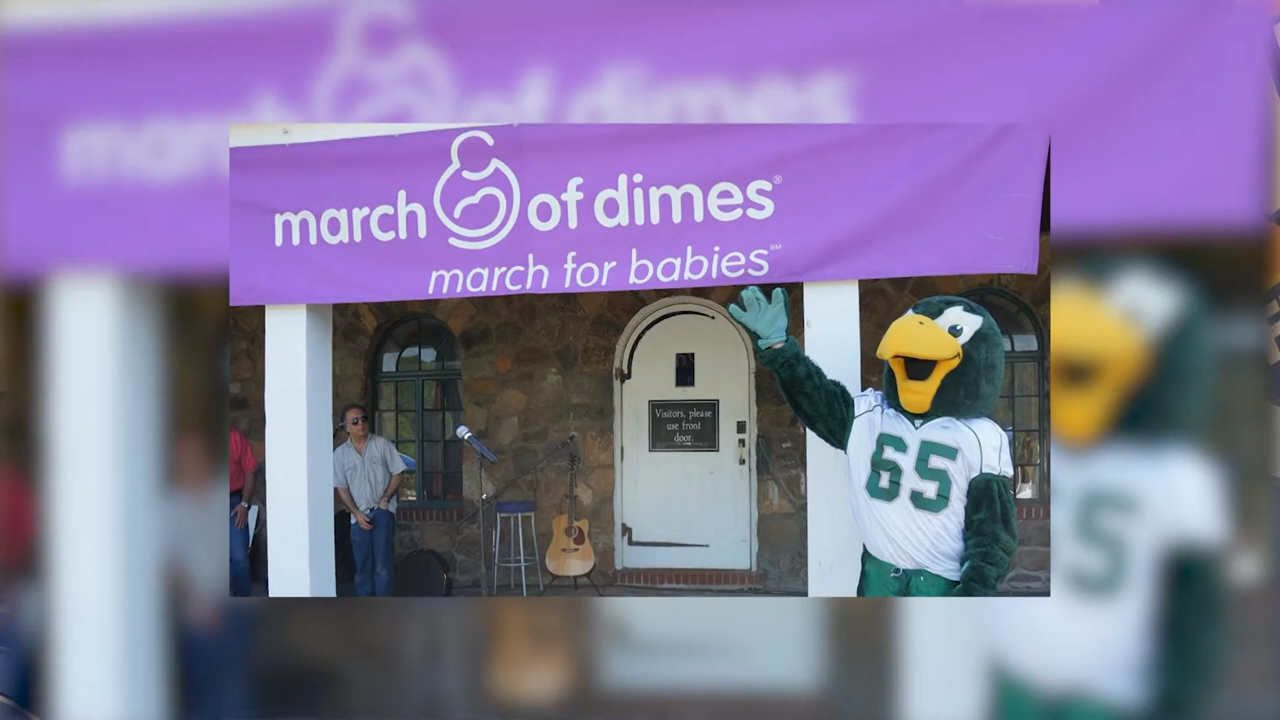 march of dimes®
march for babies℠
Visitors, please
use front
door.
65